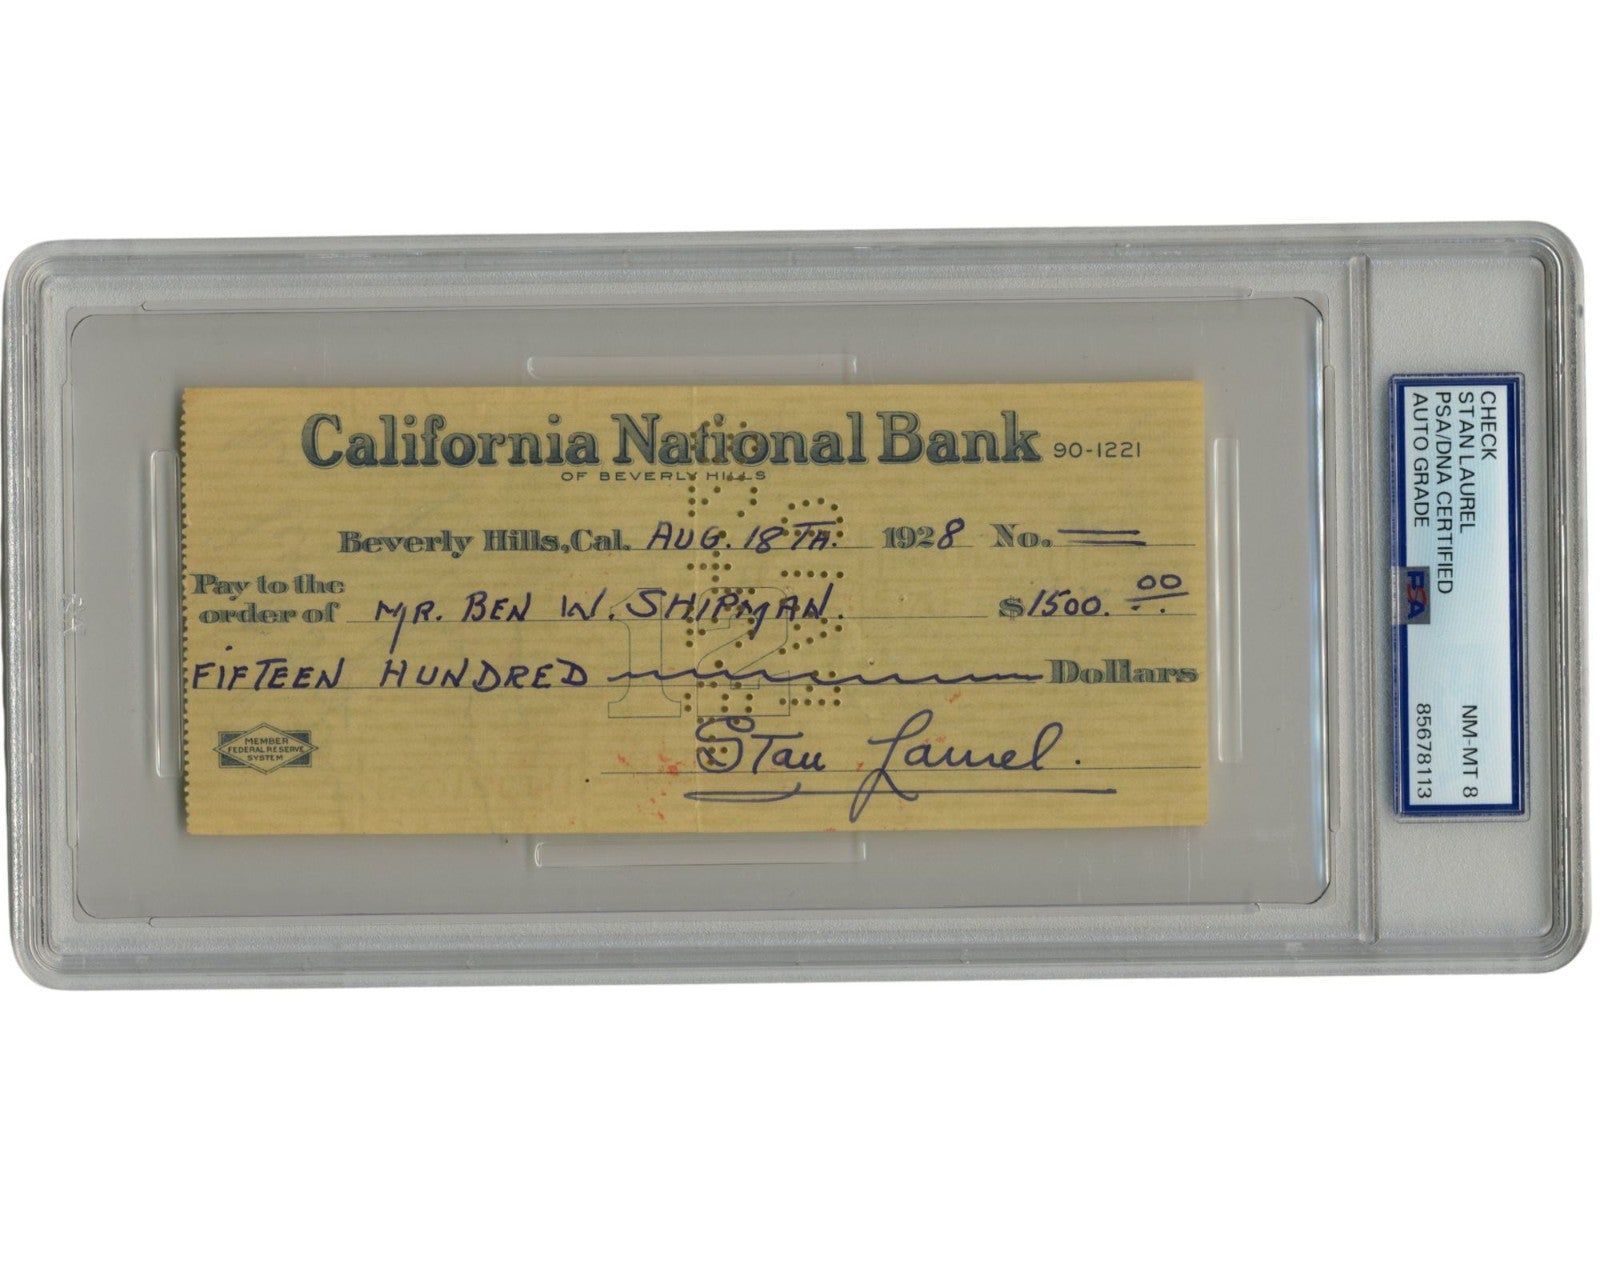 California National Bank 90-1221
OF BEVERLY HILLS
Beverly Hills, Cal. AUG. 18TH. 1928 No.
Pay to the
order of MR. BEN W. SHIPMAN. $1500.00
FIFTEEN HUNDRED Dollars
12
MEMBER
FEDERAL RESERVE
SYSTEM
Stan Laurel.
CHECK
STAN LAUREL
PSA/DNA CERTIFIED
AUTO GRADE NM-MT 8
85678113
PSA